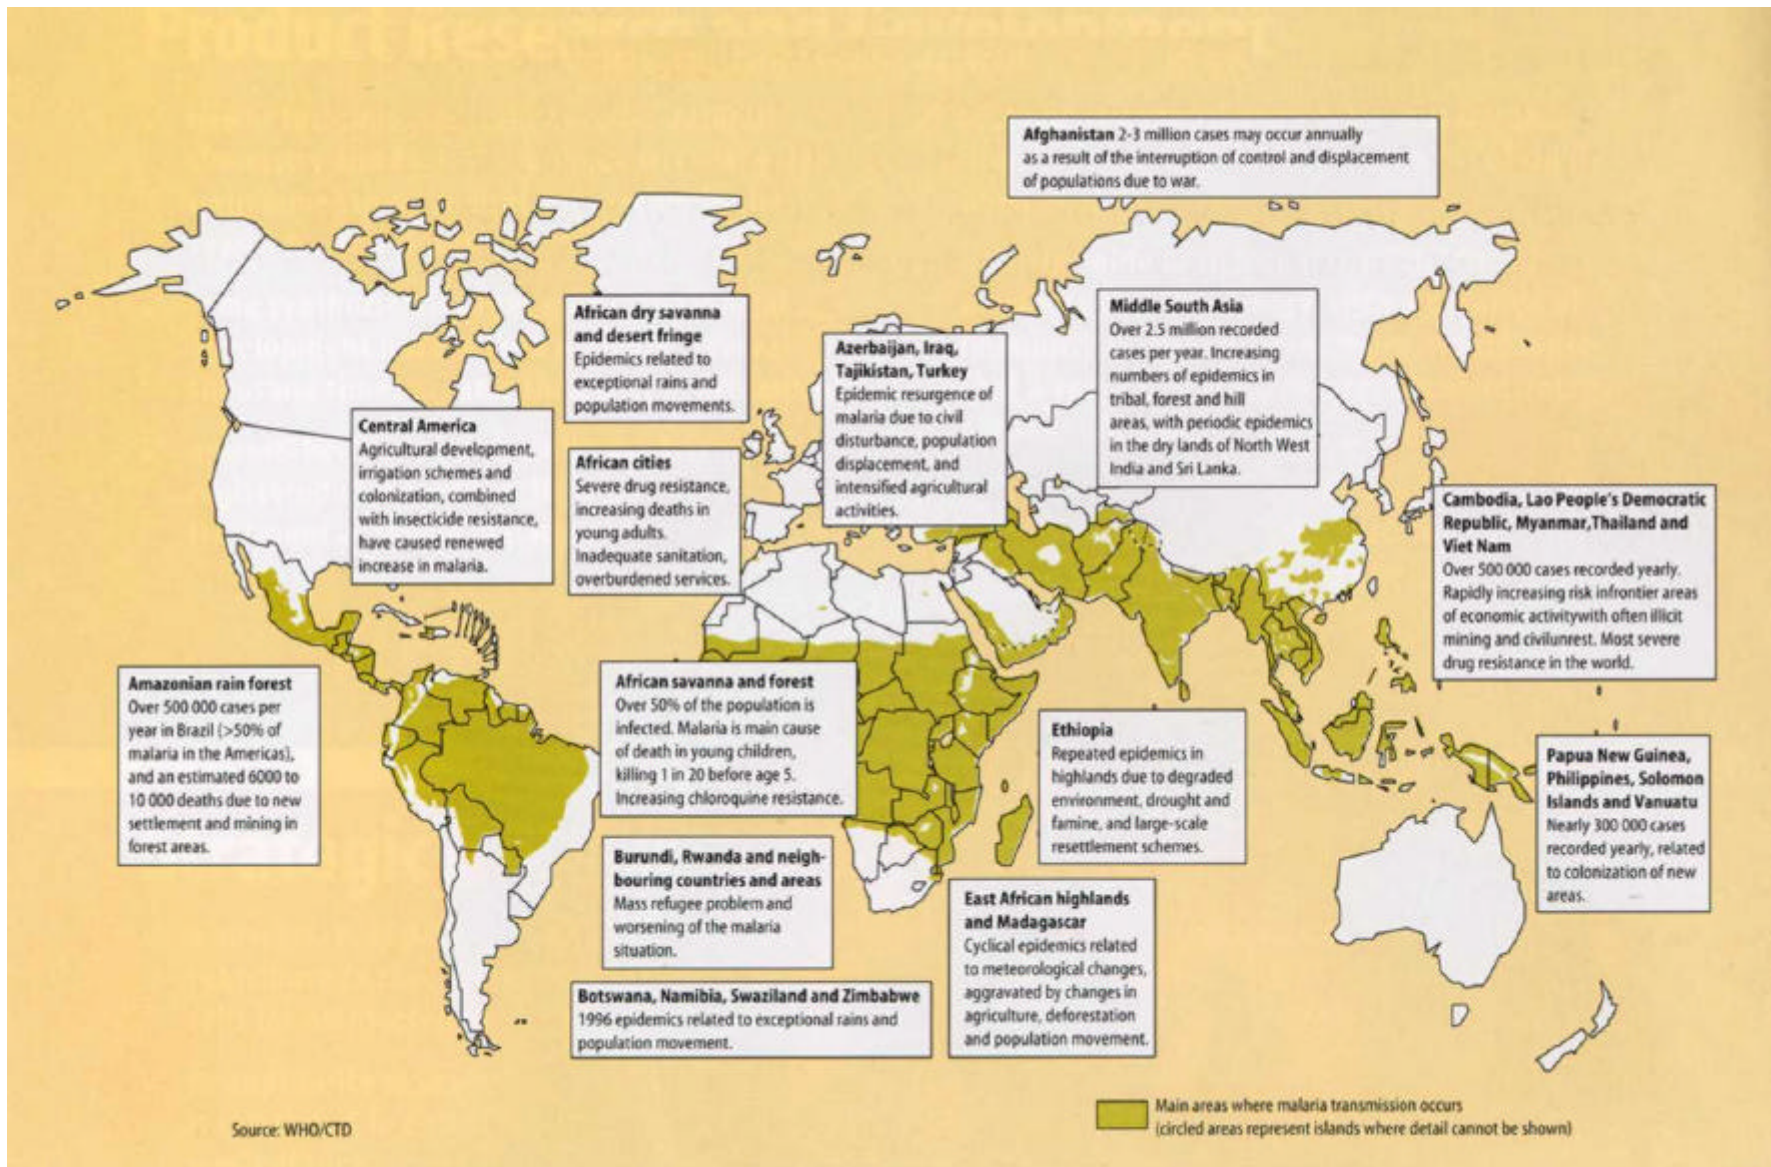 Afghanistan 2-3 million cases may occur annually
as a result of the interruption of control and displacement
of populations due to war.
African dry savanna
and desert fringe
Epidemics related to
exceptional rains and
population movements.
Middle South Asia
Over 2.5 million recorded
cases per year. Increasing
numbers of epidemics in
tribal, forest and hill
areas, with periodic epidemics
in the dry lands of North West
India and Sri Lanka.
Azerbaijan, Iraq,
Tajikistan, Turkey
Epidemic resurgence of
malaria due to civil
disturbance, population
displacement, and
intensified agricultural
activities.
Central America
Agricultural development,
irrigation schemes and
colonization, combined
with insecticide resistance,
have caused renewed
increase in malaria.
African cities
Severe drug resistance,
increasing deaths in
young adults.
Inadequate sanitation,
overburdened services.
Cambodia, Lao People's Democratic
Republic, Myanmar,Thailand and
Viet Nam
Over 500 000 cases recorded yearly.
Rapidly increasing risk infrontier areas
of economic activitywith often illicit
mining and civilunrest. Most severe
drug resistance in the world.
Amazonian rain forest
Over 500 000 cases per
year in Brazil (>50% of
malaria in the Americas),
and an estimated 6000 to
10 000 deaths due to new
settlement and mining in
forest areas.
African savanna and forest
Over 50% of the population is
infected. Malaria is main cause
of death in young children,
killing 1 in 20 before age 5.
Increasing chloroquine resistance.
Ethiopia
Repeated epidemics in
highlands due to degraded
environment, drought and
famine, and large-scale
resettlement schemes.
Papua New Guinea,
Philippines, Solomon
Islands and Vanuatu
Nearly 300 000 cases
recorded yearly, related
to colonization of new
areas.
Burundi, Rwanda and neigh-
bouring countries and areas
Mass refugee problem and
worsening of the malaria
situation.
East African highlands
and Madagascar
Cyclical epidemics related
to meteorological changes,
aggravated by changes in
agriculture, deforestation
and population movement.
Botswana, Namibia, Swaziland and Zimbabwe
1996 epidemics related to exceptional rains and
population movement.
Main areas where malaria transmission occurs
(circled areas represent islands where detail cannot be shown)
Source: WHO/CTD